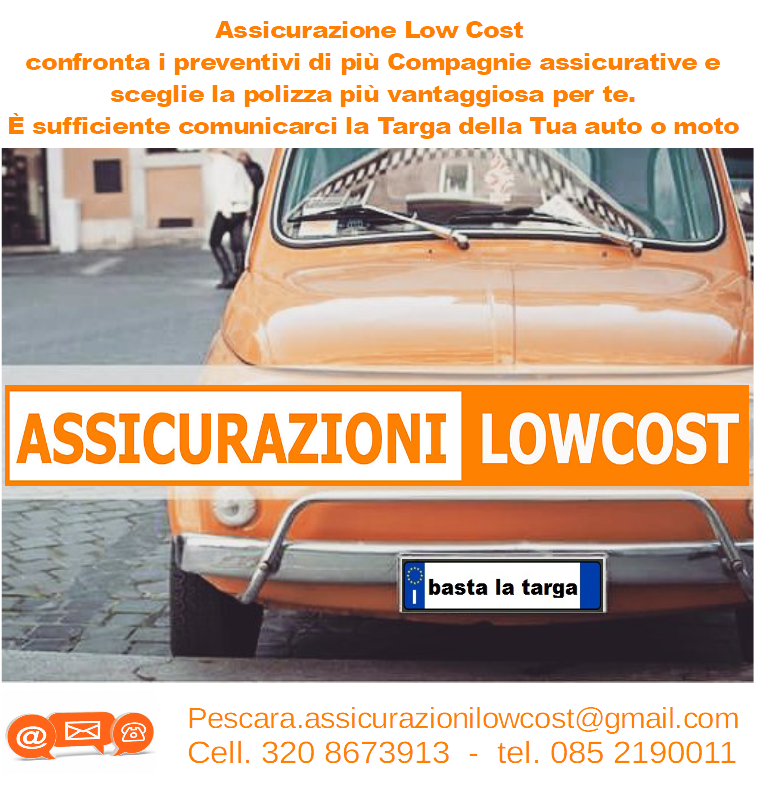 Assicurazione Low Cost
confronta i preventivi di più Compagnie assicurative e
sceglie la polizza più vantaggiosa per te.
È sufficiente comunicarci la Targa della Tua auto o moto
ASSICURAZIONI LOWCOST
I basta la targa
@
Pescara.assicurazionilowcost@gmail.com
Cell. 320 8673913 - tel. 085 2190011